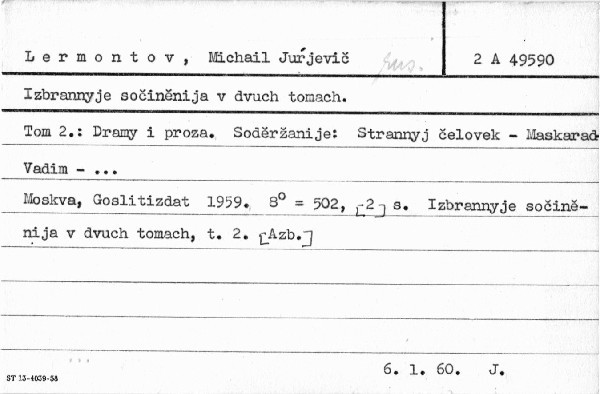 Lermontov, Michail Jurjevič rus. 2 A 49590
Izbrannyje sočiněnija v dvuch tomach.
Tom 2.: Dramy i proza. Soděržanije: Strannyj čelovek - Maskarad
Vadim - ...
Moskva, Goslitizdat 1959. 8° = 502, [2] s. Izbrannyje sočině-
nija v dvuch tomach, t. 2. [Azb.]
6. 1. 60. J.
ST 13-4039-58